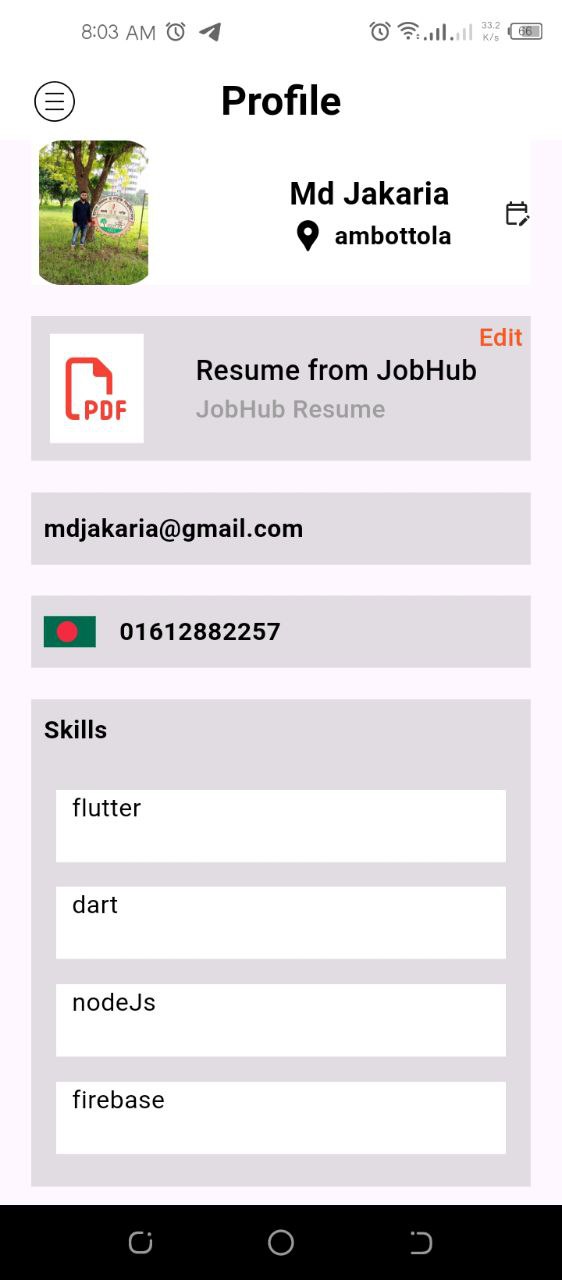 8:03 AM
33.2
K/s
66
Profile
Md Jakaria
ambottola
Edit
PDF
Resume from JobHub
JobHub Resume
mdjakaria@gmail.com
01612882257
Skills
flutter
dart
nodeJs
firebase